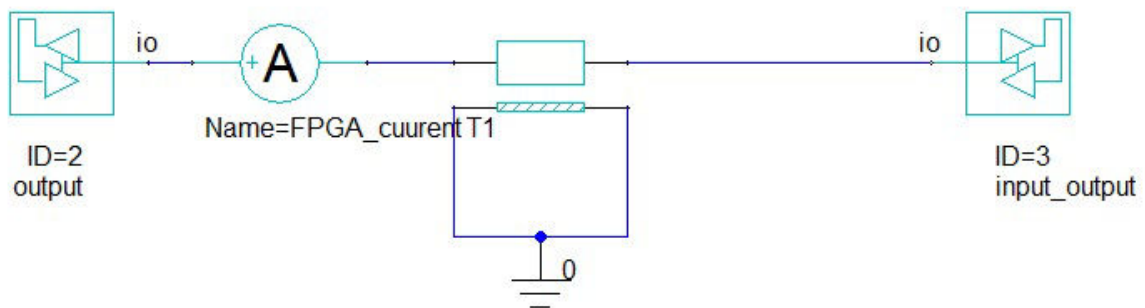 io
io
+
A
Name=FPGA_cuurent T1
ID=2
output
ID=3
input_output
0